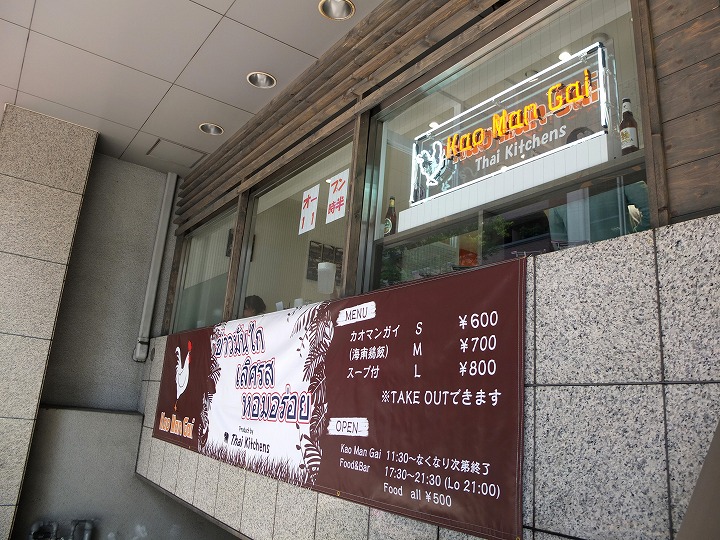 Kao Man Gai
Thai Kitchens
オープン
11時半
Kao Man Gai
ข้าวมันไก่
เลิศรส
หอมอร่อย
Product by
Thai Kitchens
MENU
カオマンガイ S ¥600
(海南鶏飯) M ¥700
スープ付 L ¥800
※TAKE OUTできます
OPEN
Kao Man Gai 11:30～なくなり次第終了
Food&Bar 17:30～21:30 (Lo 21:00)
Food all ¥500